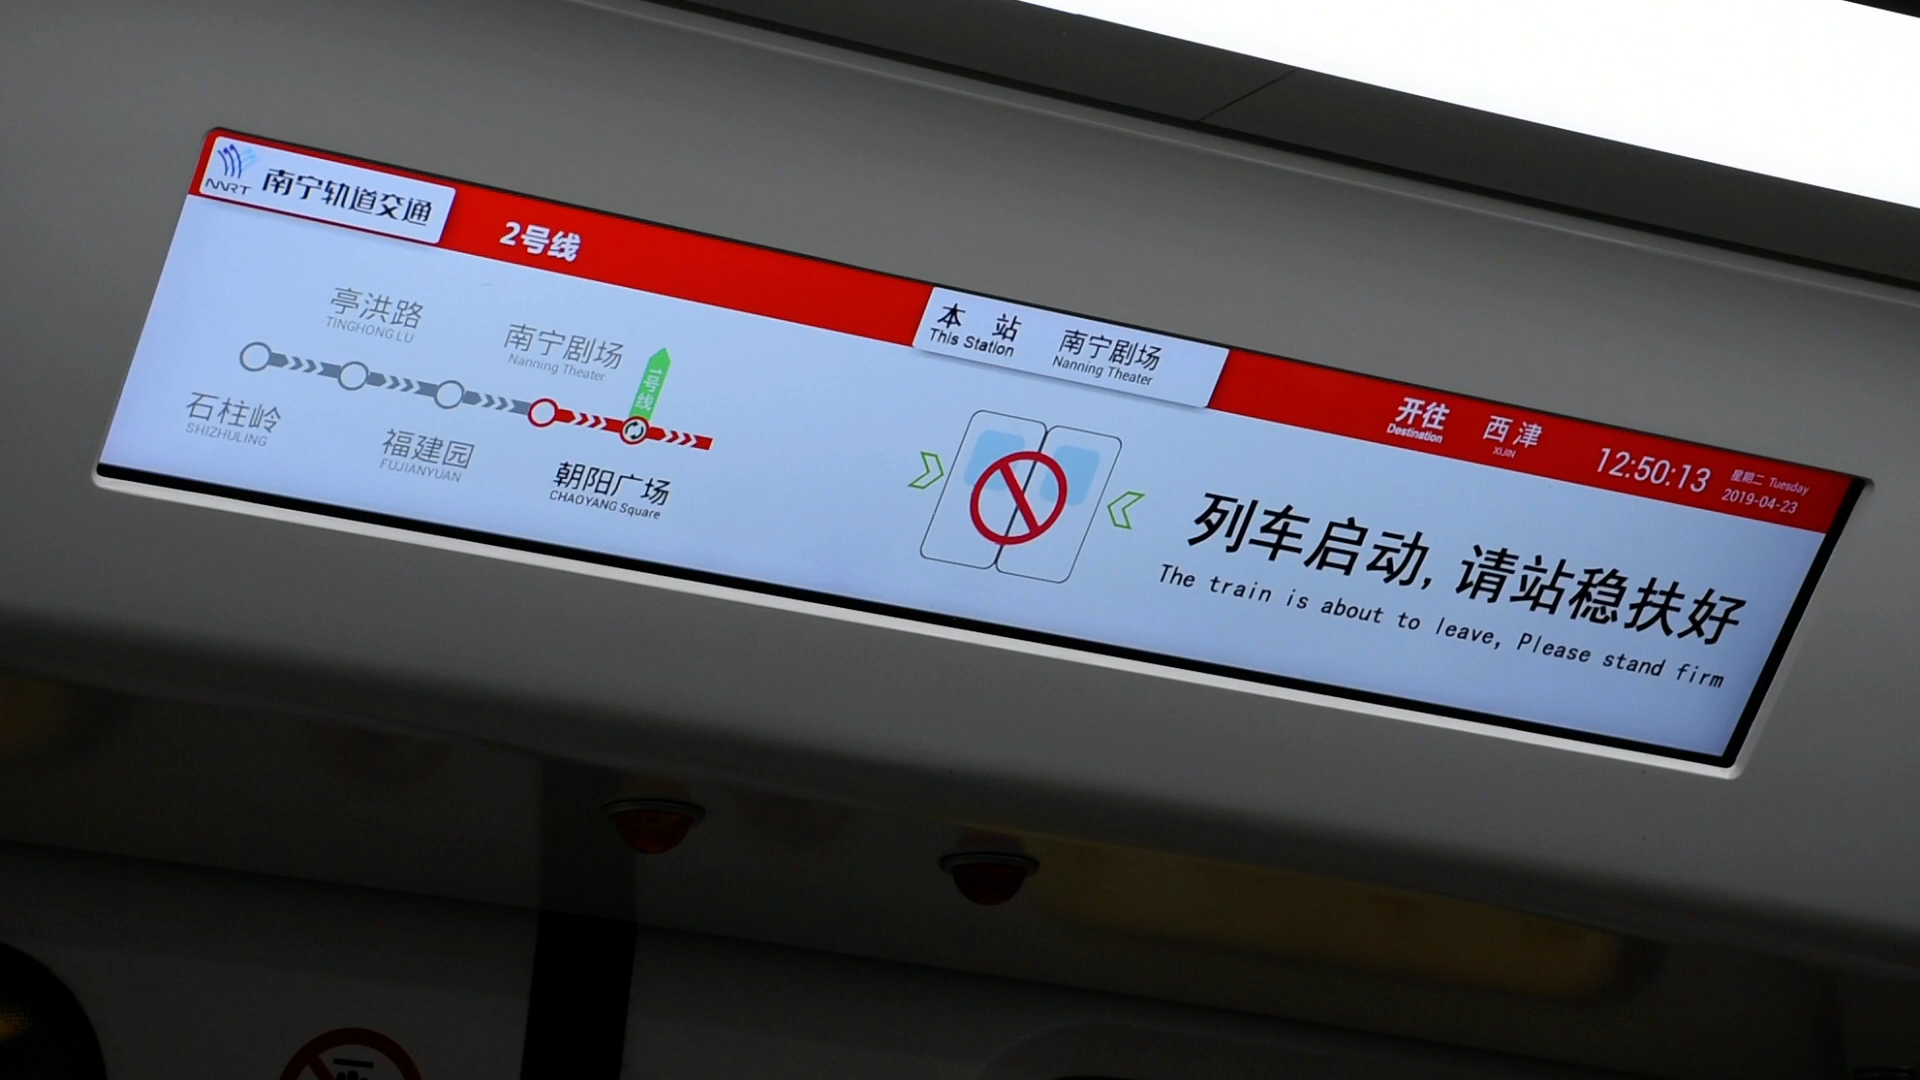 NNRT 南宁轨道交通
2号线
本 站 南宁剧场
This Station Nanning Theater
开往 西津
Destination XIJIN
12:50:13
星期二 Tuesday
2019-04-23
亭洪路
TINGHONG LU
南宁剧场
Nanning Theater
1号线
石柱岭
SHIZHULING
福建园
FUJIANYUAN
朝阳广场
CHAOYANG Square
列车启动, 请站稳扶好
The train is about to leave, Please stand firm